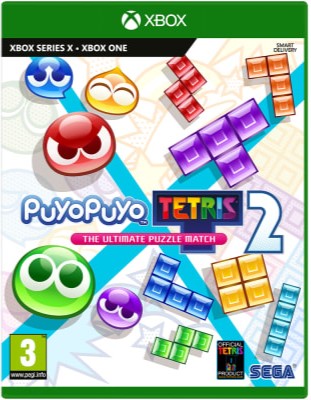 XBOX
XBOX SERIES X • XBOX ONE
SMART
DELIVERY
PUYOPUYO™ TETRIS 2
THE ULTIMATE PUZZLE MATCH
3
www.pegi.info
OFFICIAL
TETRIS
PRODUCT
SEGA